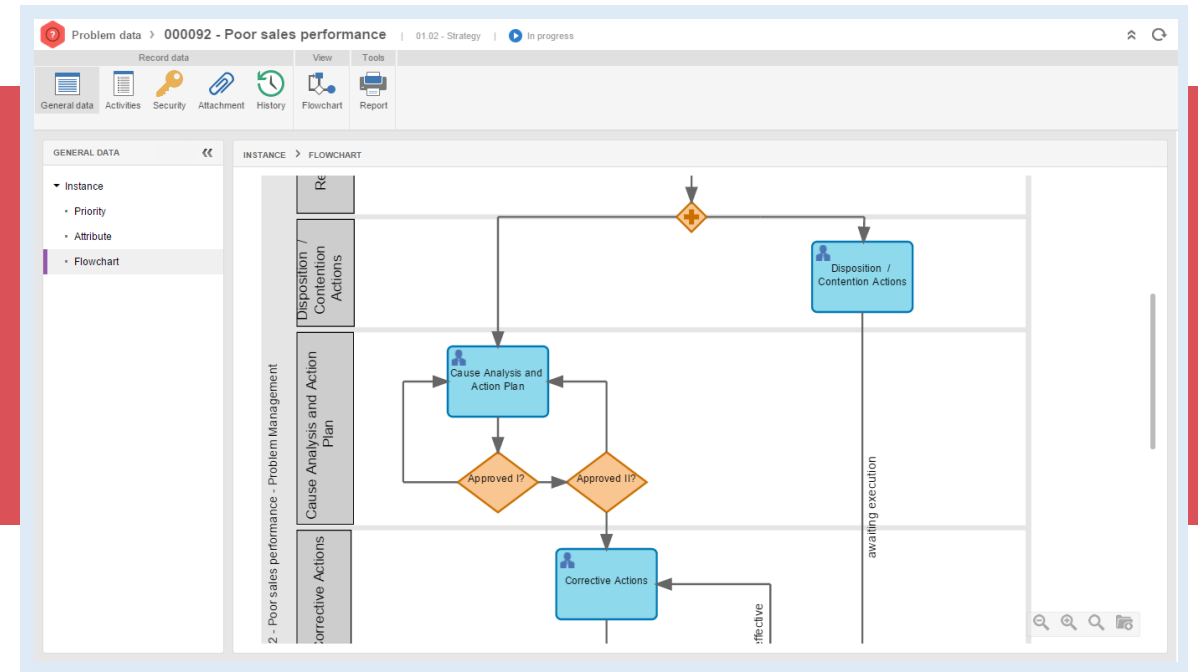 Problem data > 000092 - Poor sales performance | 01.02 - Strategy | In progress
Record data View Tools
General data Activities Security Attachment History Flowchart Report
GENERAL DATA
INSTANCE > FLOWCHART
Instance
Priority
Attribute
Flowchart
2 - Poor sales performance - Problem Management
Disposition /
Contention
Actions
Disposition /
Contention Actions
Cause Analysis and Action
Plan
Cause Analysis and
Action Plan
Approved I?
Approved II?
awaiting execution
orrective Actions
Corrective Actions